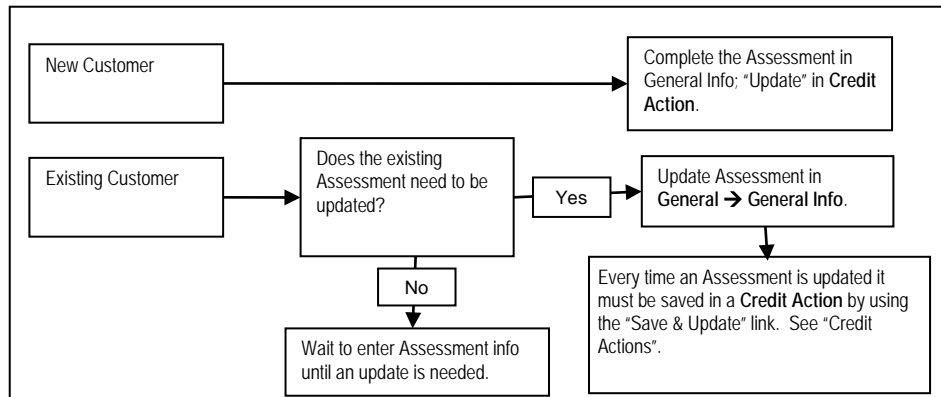 New Customer
Complete the Assessment in
General Info; “Update” in Credit
Action.
Existing Customer
Does the existing
Assessment need to be
updated?
Yes
Update Assessment in
General → General Info.
No
Wait to enter Assessment info
until an update is needed.
Every time an Assessment is updated it
must be saved in a Credit Action by using
the “Save & Update” link. See “Credit
Actions”.